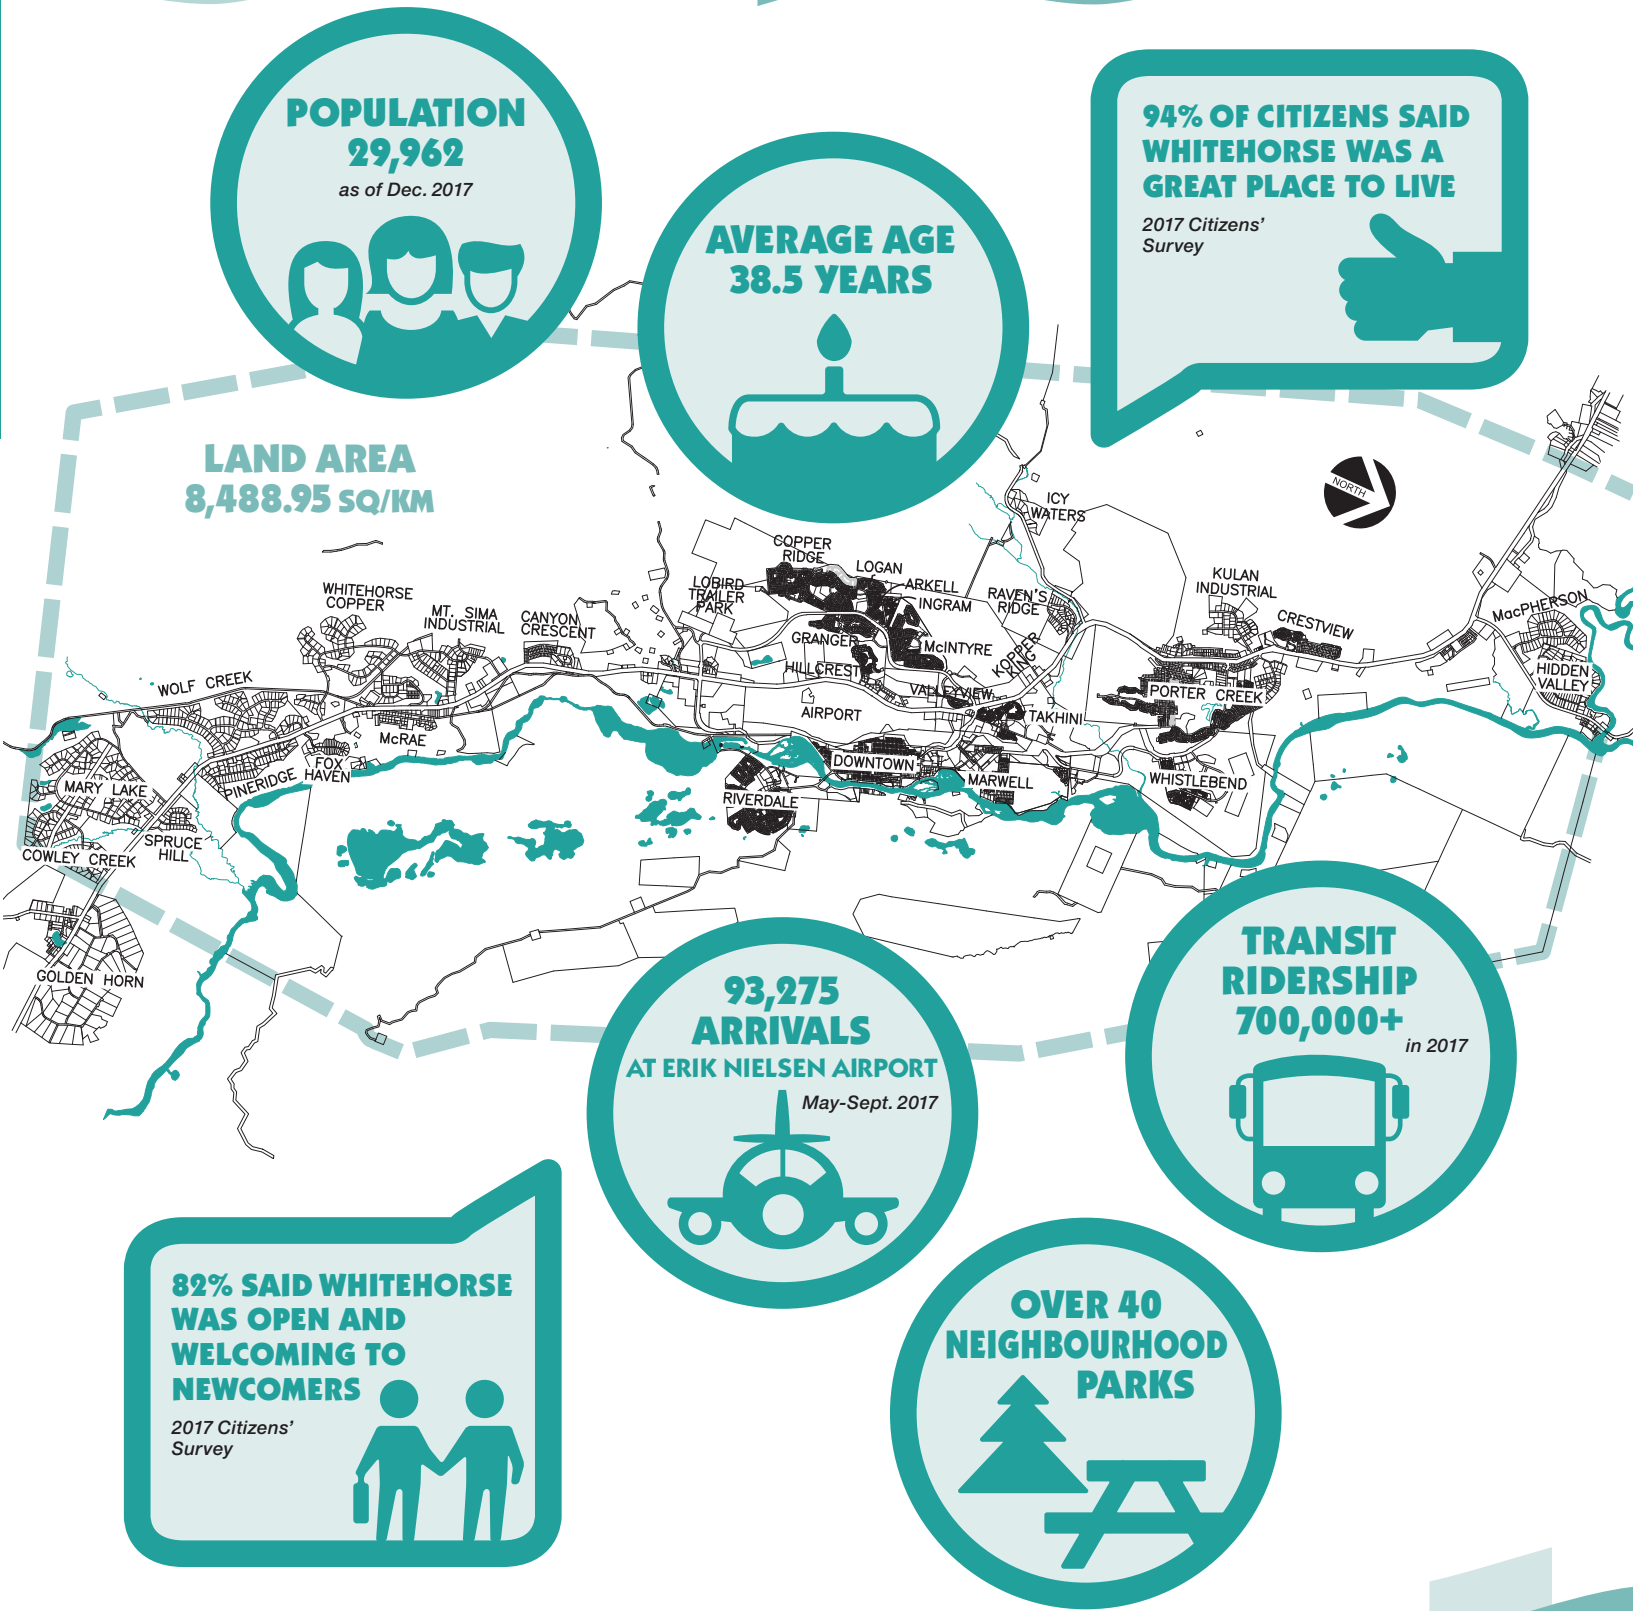 POPULATION
29,962
as of Dec. 2017
AVERAGE AGE
38.5 YEARS
94% OF CITIZENS SAID
WHITEHORSE WAS A
GREAT PLACE TO LIVE
2017 Citizens'
Survey
LAND AREA
8,488.95 SQ/KM
NORTH
ICY
WATERS
COPPER
RIDGE
LOGAN
ARKELL
INGRAM
LOBIRD
TRAILER
PARK
GRANGER
McINTYRE
HILLCREST
RAVEN'S
RIDGE
KOPPER
KING
VALLEYVIEW
KULAN
INDUSTRIAL
CRESTVIEW
MacPHERSON
HIDDEN
VALLEY
WHITEHORSE
COPPER
MT. SIMA
INDUSTRIAL
CANYON
CRESCENT
WOLF CREEK
McRAE
FOX
HAVEN
PINERIDGE
MARY LAKE
SPRUCE
HILL
COWLEY CREEK
GOLDEN HORN
AIRPORT
TAKHINI
PORTER CREEK
DOWNTOWN
MARWELL
WHISTLEBEND
RIVERDALE
93,275
ARRIVALS
AT ERIK NIELSEN AIRPORT
May-Sept. 2017
TRANSIT
RIDERSHIP
700,000+
in 2017
82% SAID WHITEHORSE
WAS OPEN AND
WELCOMING TO
NEWCOMERS
2017 Citizens'
Survey
OVER 40
NEIGHBOURHOOD
PARKS